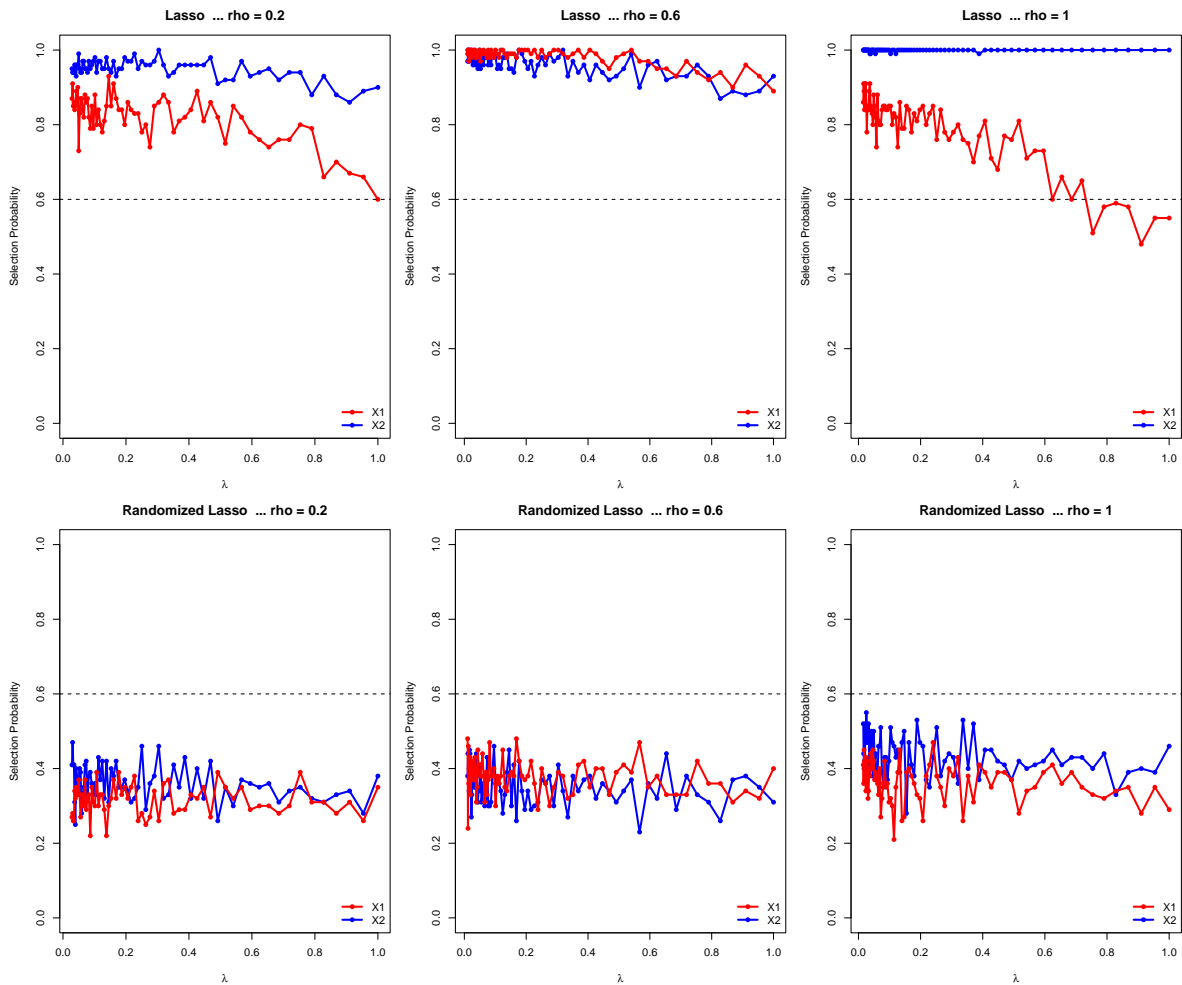 Lasso ... rho = 0.2
Selection Probability
1.0
0.8
0.6
0.4
0.2
0.0
X1
X2
0.0 0.2 0.4 0.6 0.8 1.0
λ
Lasso ... rho = 0.6
Selection Probability
1.0
0.8
0.6
0.4
0.2
0.0
X1
X2
0.0 0.2 0.4 0.6 0.8 1.0
λ
Lasso ... rho = 1
Selection Probability
1.0
0.8
0.6
0.4
0.2
0.0
X1
X2
0.0 0.2 0.4 0.6 0.8 1.0
λ
Randomized Lasso ... rho = 0.2
Selection Probability
1.0
0.8
0.6
0.4
0.2
0.0
X1
X2
0.0 0.2 0.4 0.6 0.8 1.0
λ
Randomized Lasso ... rho = 0.6
Selection Probability
1.0
0.8
0.6
0.4
0.2
0.0
X1
X2
0.0 0.2 0.4 0.6 0.8 1.0
λ
Randomized Lasso ... rho = 1
Selection Probability
1.0
0.8
0.6
0.4
0.2
0.0
X1
X2
0.0 0.2 0.4 0.6 0.8 1.0
λ